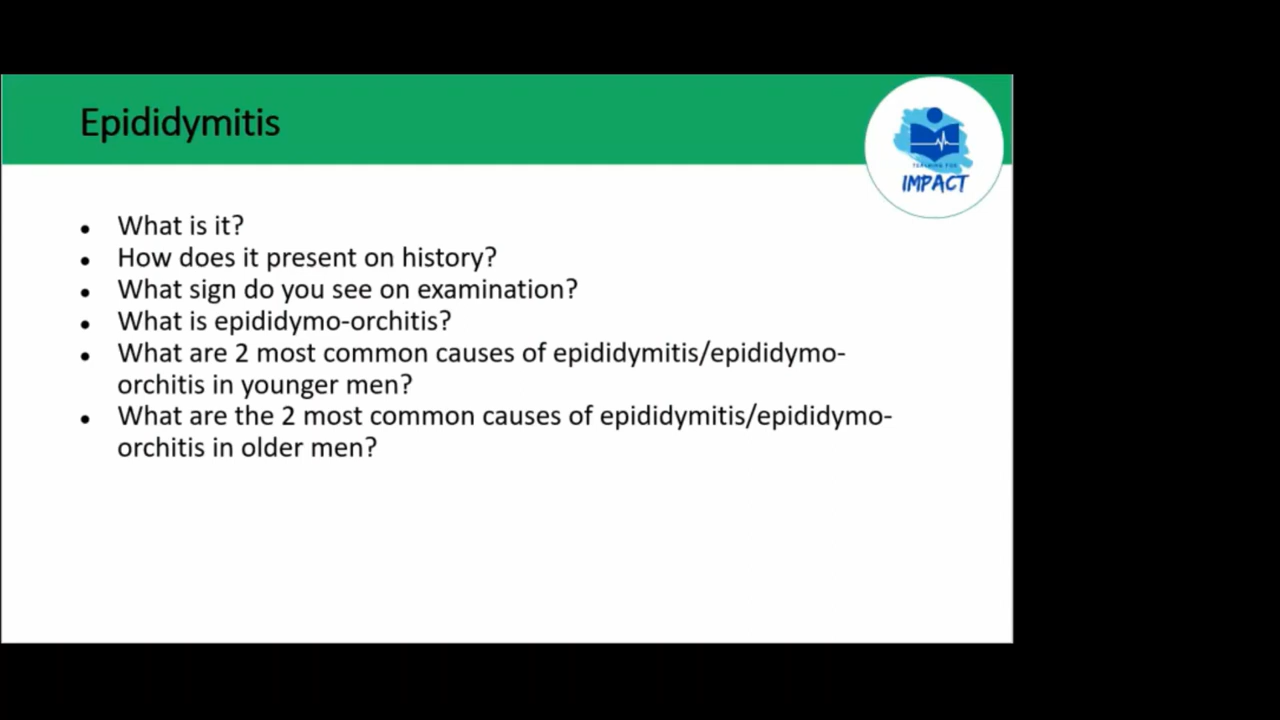 Epididymitis
TEACHING FOR
IMPACT
• What is it?
• How does it present on history?
• What sign do you see on examination?
• What is epididymo-orchitis?
• What are 2 most common causes of epididymitis/epididymo-
orchitis in younger men?
• What are the 2 most common causes of epididymitis/epididymo-
orchitis in older men?